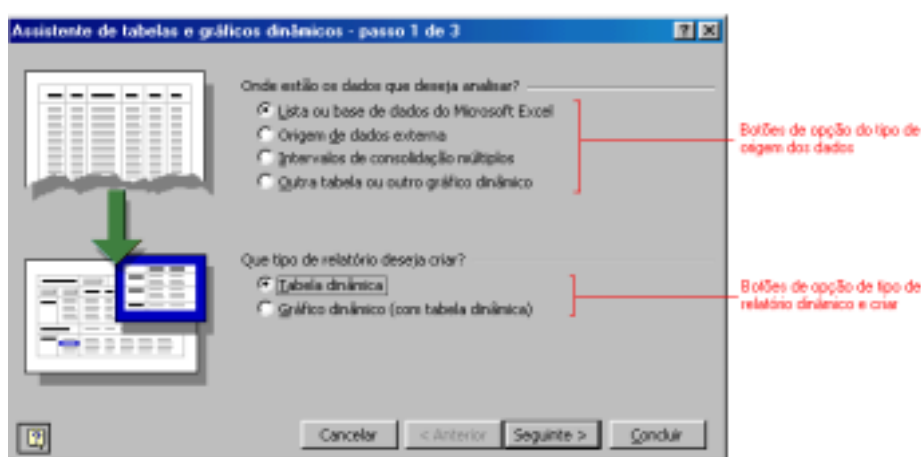 Assistente de tabelas e gráficos dinâmicos - passo 1 de 3
Onde estão os dados que deseja analisar?
Lista ou base de dados do Microsoft Excel
Origem de dados externa
Intervalos de consolidação múltiplos
Outra tabela ou outro gráfico dinâmico
Botões de opção do tipo de
origem dos dados
Que tipo de relatório deseja criar?
Tabela dinâmica
Gráfico dinâmico (com tabela dinâmica)
Botões de opção de tipo de
relatório dinâmico e criar
Cancelar
< Anterior
Seguinte >
Concluir